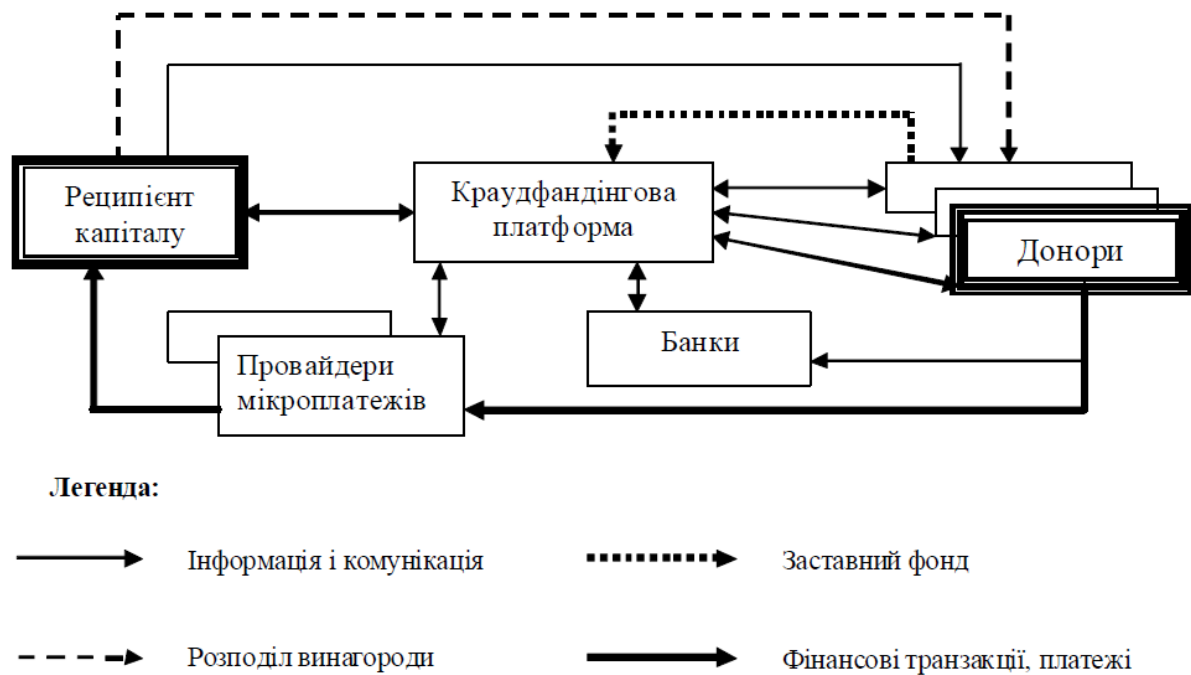 Реципієнт
капіталу
Краудфандінгова
платформа
Донори
Банки
Провайдери
мікроплатежів
Легенда:
Інформація і комунікація
Заставний фонд
Розподіл винагороди
Фінансові транзакції, платежі